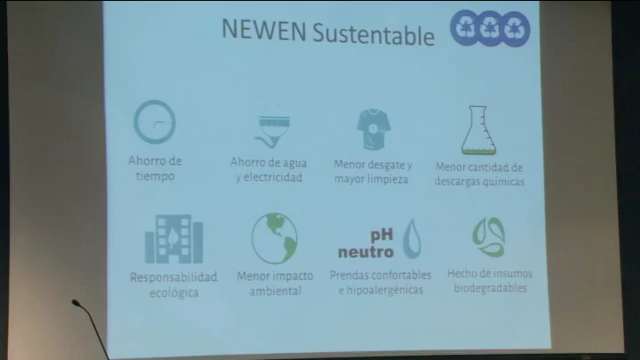 NEWEN Sustentable
Ahorro de
tiempo
Ahorro de agua
y electricidad
Menor desgate y
mayor limpieza
Menor cantidad de
descargas químicas
Responsabilidad
ecológica
Menor impacto
ambiental
pH
neutro
Prendas confortables
e hipoalergénicas
Hecho de insumos
biodegradables